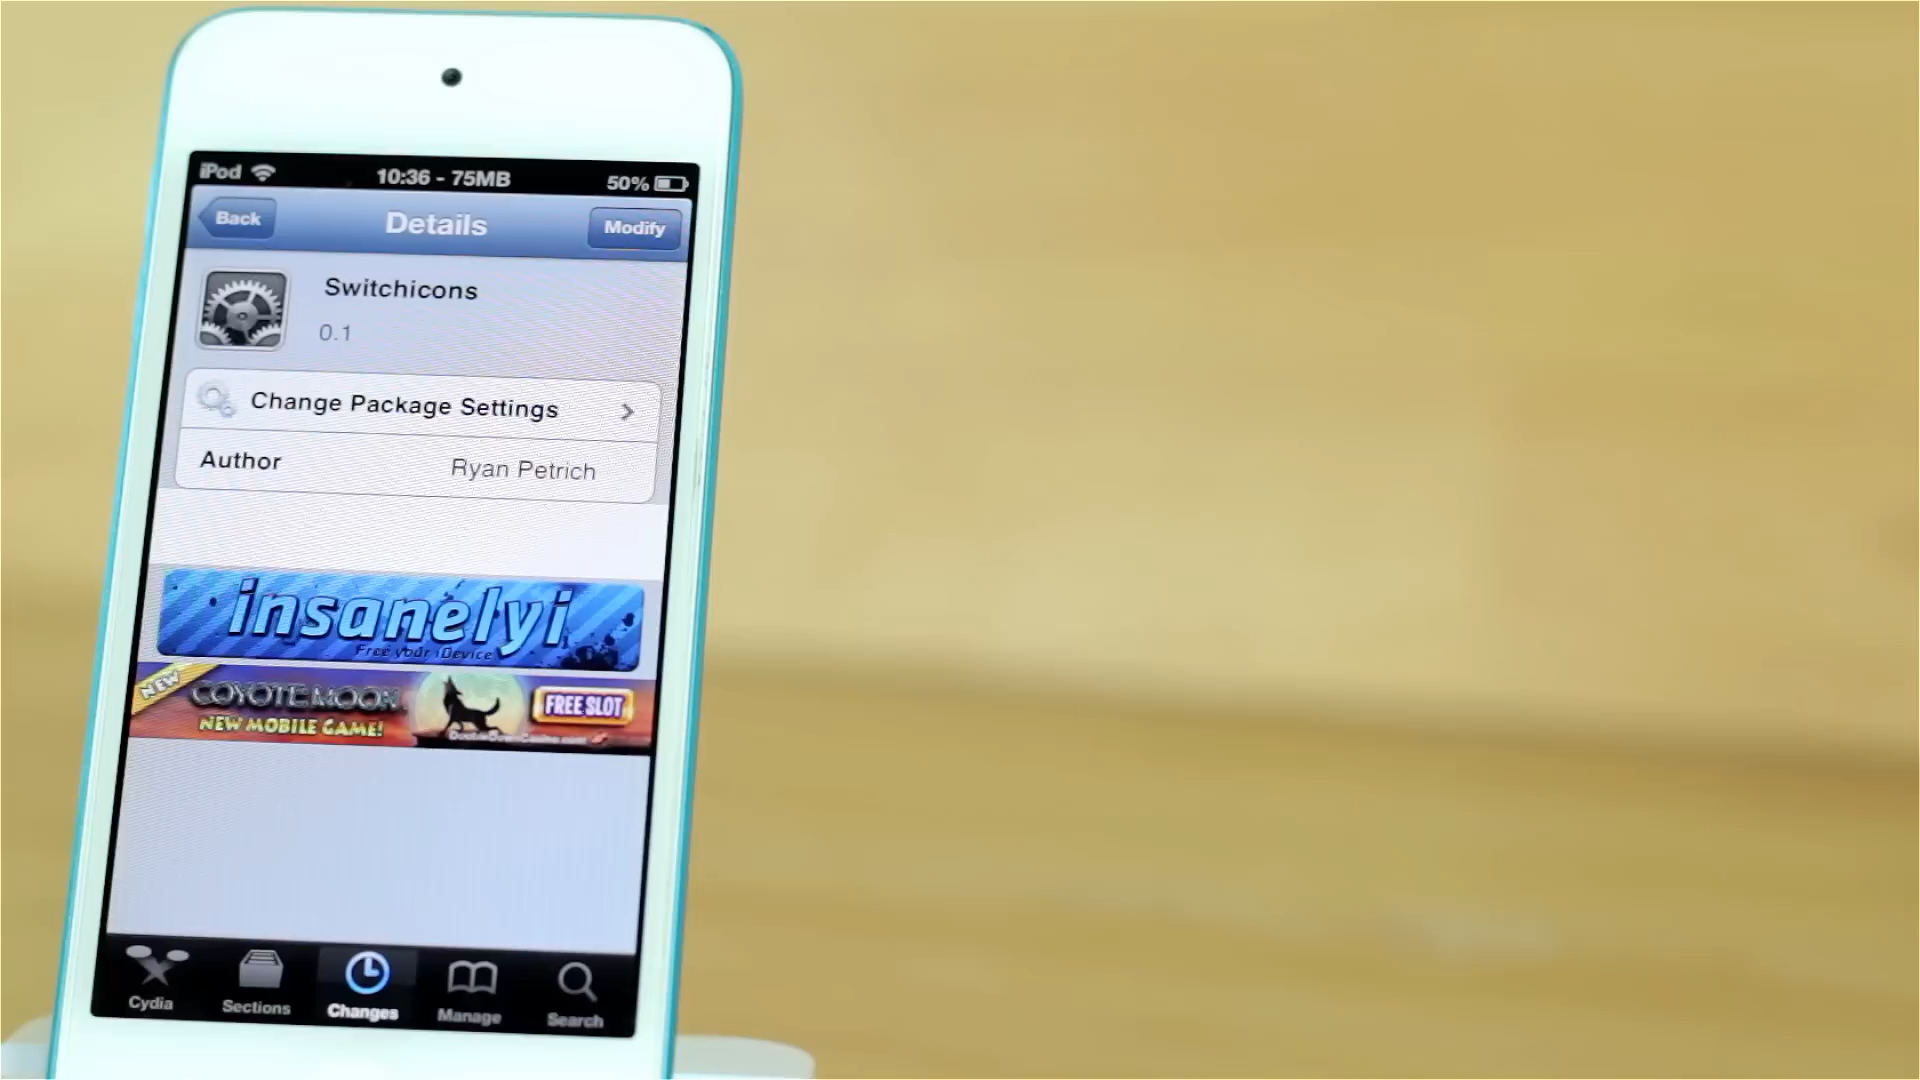 iPod 10:36 - 75MB 50%
Back Details Modify
Switchicons
0.1
Change Package Settings
Author Ryan Petrich
insanelyi
Free your iDevice
NEW COYOTE MOON FREE SLOT
NEW MOBILE GAME!
Cydia Sections Changes Manage Search